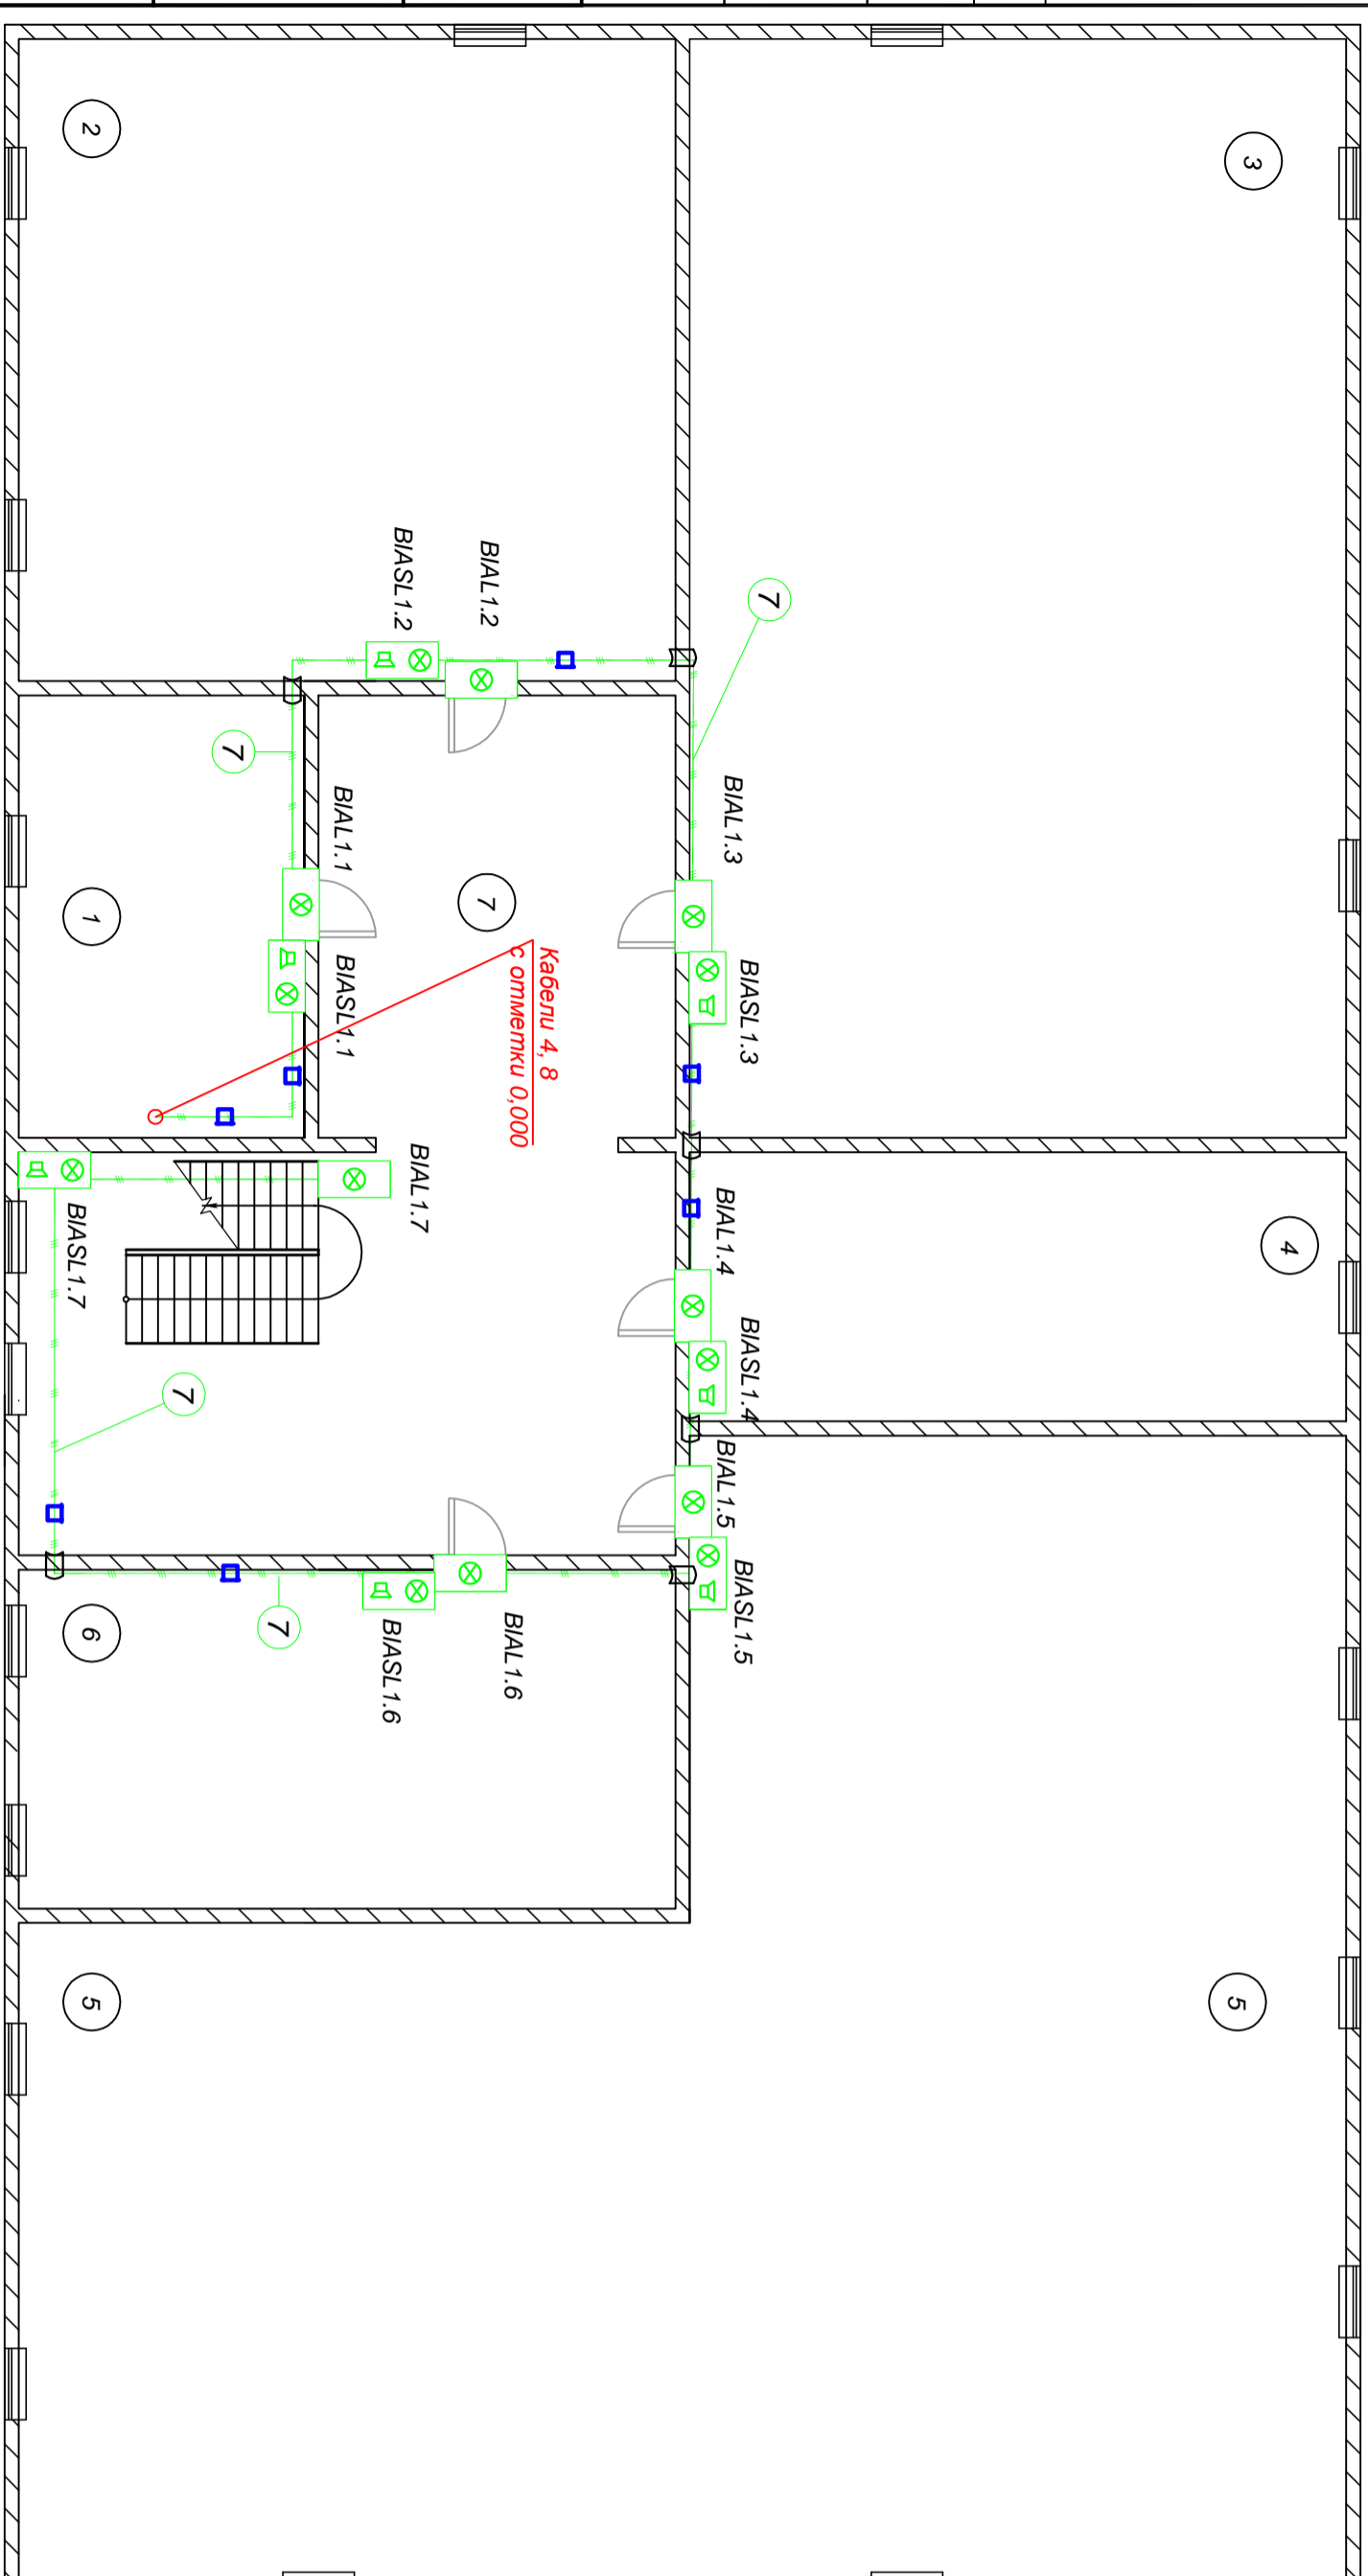 3
5
4
7
BIAL1.3
BIASL1.3
BIAL1.4
BIASL1.4
BIAL1.5
BIASL1.5
Кабели 4, 8
с отметки 0,000
BIAL1.2
BIASL1.2
7
BIAL1.7
BIAL1.6
BIASL1.6
BIAL1.1
BIASL1.1
7
7
7
BIASL1.7
2
1
6
5